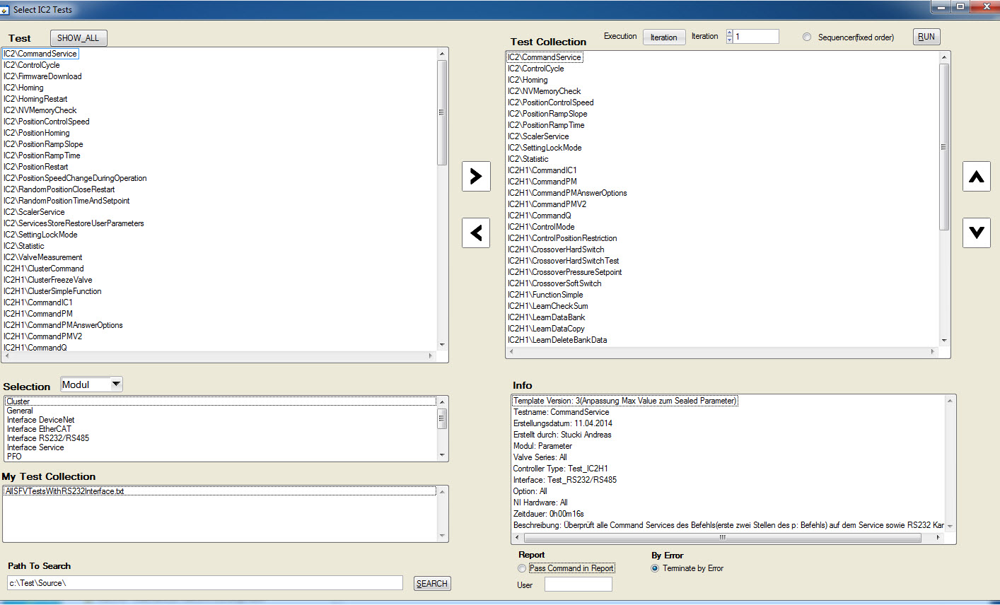 Select IC2 Tests
Test
SHOW_ALL
IC2\CommandService
IC2\ControlCycle
IC2\FirmwareDownload
IC2\Homing
IC2\HomingRestart
IC2\NVMemoryCheck
IC2\PositionControlSpeed
IC2\PositionHoming
IC2\PositionRampSlope
IC2\PositionRampTime
IC2\PositionRestart
IC2\PositionSpeedChangeDuringOperation
IC2\RandomPositionCloseRestart
IC2\RandomPositionTimeAndSetpoint
IC2\ScalerService
IC2\ServicesStoreRestoreUserParameters
IC2\SettingLockMode
IC2\Statistic
IC2\ValveMeasurement
IC2H1\ClusterCommand
IC2H1\ClusterFreezeValve
IC2H1\ClusterSimpleFunction
IC2H1\CommandIC1
IC2H1\CommandPM
IC2H1\CommandPMAnswerOptions
IC2H1\CommandPMV2
IC2H1\CommandQ
Selection
Modul
Cluster
General
Interface DeviceNet
Interface EtherCAT
Interface RS232/RS485
Interface Service
PFO
My Test Collection
AllSFVTestsWithRS232Interface.txt
Path To Search
c:\Test\Source\
SEARCH
Test Collection
Execution
Iteration
Iteration
1
Sequencer(fixed order)
RUN
IC2\CommandService
IC2\ControlCycle
IC2\Homing
IC2\NVMemoryCheck
IC2\PositionControlSpeed
IC2\PositionRampSlope
IC2\PositionRampTime
IC2\ScalerService
IC2\SettingLockMode
IC2\Statistic
IC2H1\CommandIC1
IC2H1\CommandPM
IC2H1\CommandPMAnswerOptions
IC2H1\CommandPMV2
IC2H1\CommandQ
IC2H1\ControlMode
IC2H1\ControlPositionRestriction
IC2H1\CrossoverHardSwitch
IC2H1\CrossoverHardSwitchTest
IC2H1\CrossoverPressureSetpoint
IC2H1\CrossoverSoftSwitch
IC2H1\FunctionSimple
IC2H1\LearnCheckSum
IC2H1\LearnDataBank
IC2H1\LearnDataCopy
IC2H1\LearnDeleteBankData
Info
Template Version: 3(Anpassung Max Value zum Sealed Parameter)
Testname: CommandService
Erstellungsdatum: 11.04.2014
Erstellt durch: Stucki Andreas
Modul: Parameter
Valve Series: All
Controller Type: Test_IC2H1
Interface: Test_RS232/RS485
Option: All
NI Hardware: All
Zeitdauer: 0h00m16s
Beschreibung: Überprüft alle Command Services des Befehls(erste zwei Stellen des p: Befehls) auf dem Service sowie RS232 Kar
Report
Pass Command in Report
User
By Error
Terminate by Error